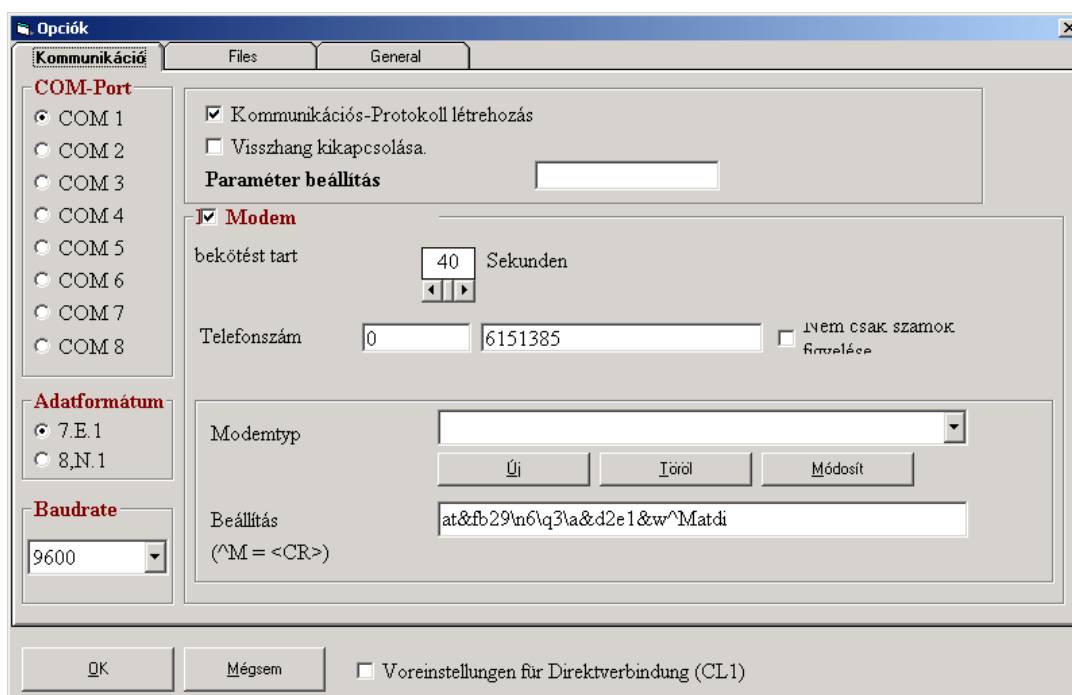 Opciók
Kommunikáció Files General
COM-Port
COM 1
COM 2
COM 3
COM 4
COM 5
COM 6
COM 7
COM 8
Adatformátum
7.E.1
8,N.1
Baudrate
9600
Kommunikációs-Protokoll létrehozás
Visszhang kikapcsolása.
Paraméter beállítás
Modem
bekötést tart 40 Sekunden
Telefonszám 0 6151385 Nem csak számok
figyelése
Modemtyp
Új Töröl Módosít
Beállítás at&fb29\n6\q3\a&d2e1&w^Matdi
(^M = <CR>)
OK Mégsem Voreinstellungen für Direktverbindung (CL1)